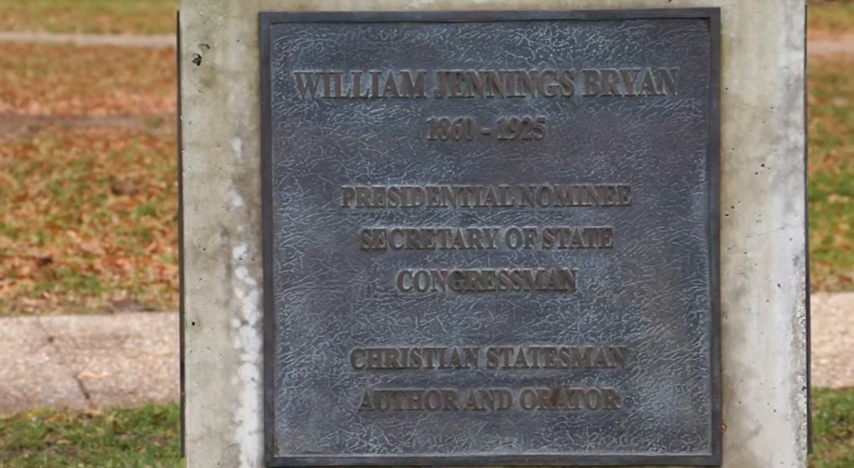 WILLIAM JENNINGS BRYAN
1860 - 1925
PRESIDENTIAL NOMINEE
SECRETARY OF STATE
CONGRESSMAN
CHRISTIAN STATESMAN
AUTHOR AND ORATOR